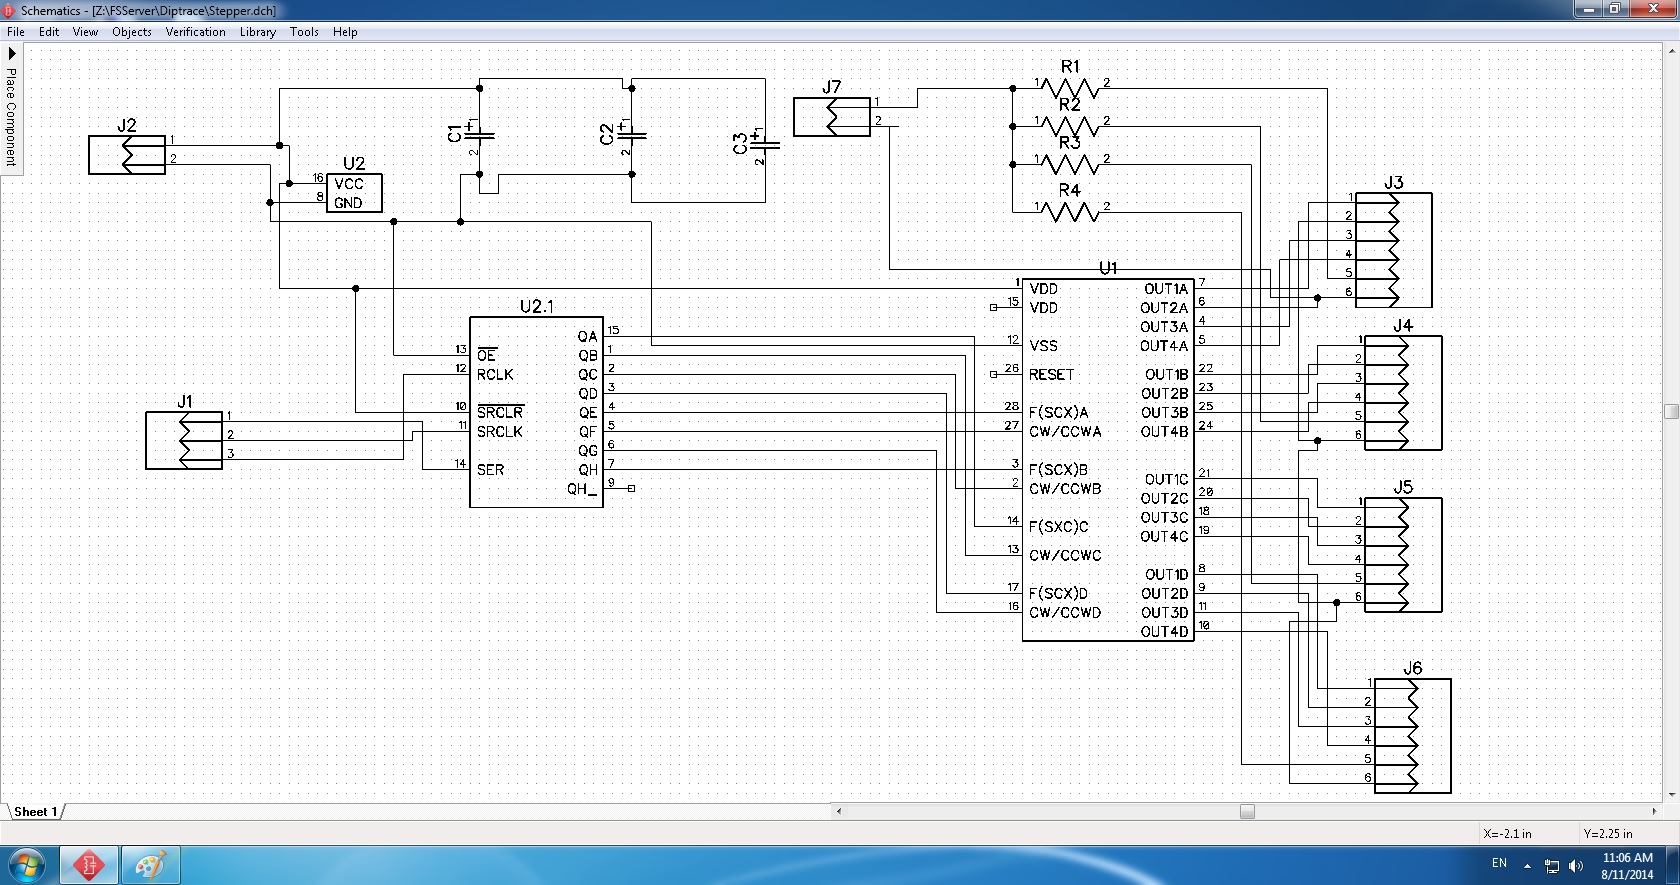 Schematics - [Z:\FSServer\Diptrace\Stepper.dch]
File Edit View Objects Verification Library Tools Help
Place Component
J2
1
2
U2
16 VCC
8 GND
C1
+
1
2
C2
+
1
2
C3
+
1
2
J7
1
2
R1
1 2
R2
1 2
R3
1 2
R4
1 2
J1
1
2
3
U2.1
13 OE
12 RCLK
10 SRCLR
11 SRCLK
14 SER
QA 15
QB 1
QC 2
QD 3
QE 4
QF 5
QG 6
QH 7
QH_ 9
U1
1 VDD
15 VDD
12 VSS
26 RESET
28 F(SCX)A
27 CW/CCWA
3 F(SCX)B
2 CW/CCWB
14 F(SXC)C
13 CW/CCWC
17 F(SCX)D
16 CW/CCWD
OUT1A 7
OUT2A 6
OUT3A 4
OUT4A 5
OUT1B 22
OUT2B 23
OUT3B 25
OUT4B 24
OUT1C 21
OUT2C 20
OUT3C 18
OUT4C 19
OUT1D 8
OUT2D 9
OUT3D 11
OUT4D 10
J3
1
2
3
4
5
6
J4
1
2
3
4
5
6
J5
1
2
3
4
5
6
J6
1
2
3
4
5
6
Sheet 1
X=-2.1 in Y=2.25 in
EN
11:06 AM
8/11/2014